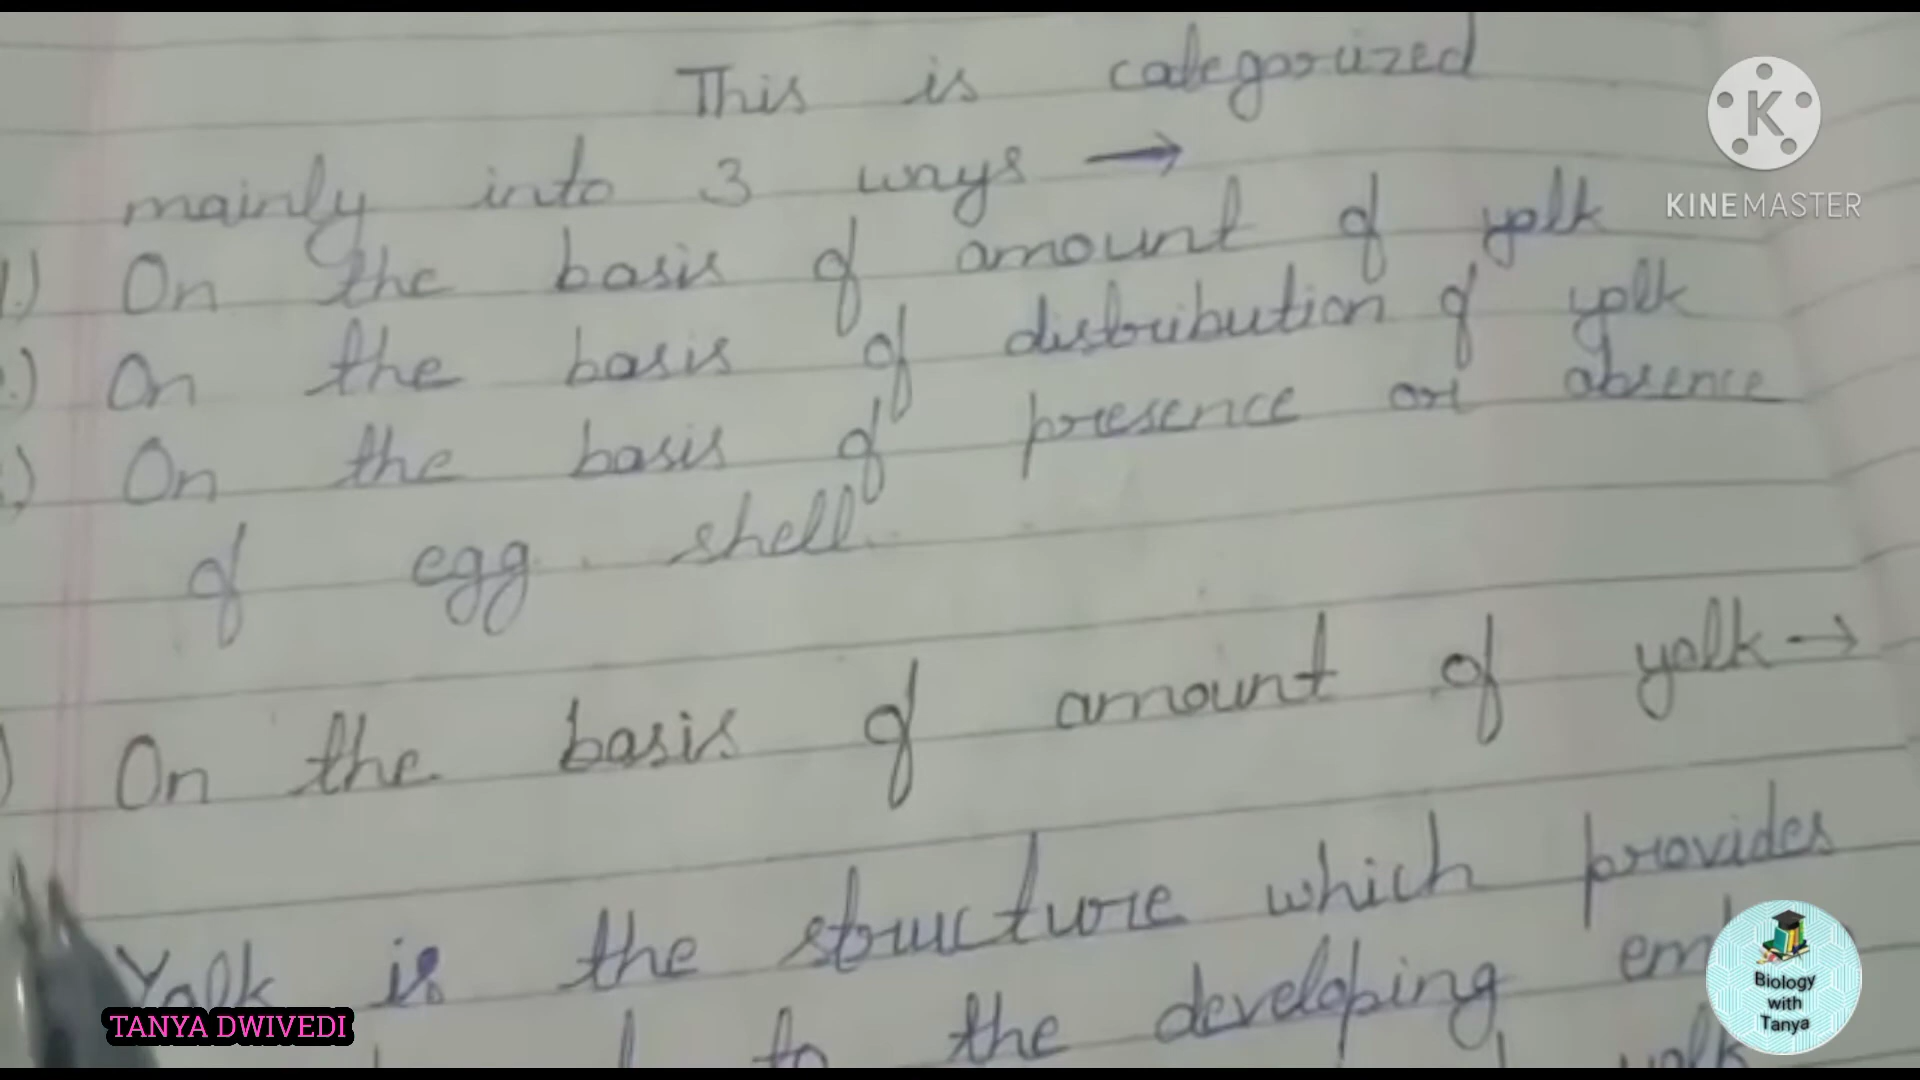 This is categorized
mainly into 3 ways →
1.) On the basis of amount of yolk
.) On the basis of distribution of yolk
.) On the basis of presence or absence
of egg shell.
) On the basis of amount of yolk →
Yolk is the structure which provides
to the developing em
yolk
KINEMASTER
TANYA DWIVEDI
Biology
with
Tanya